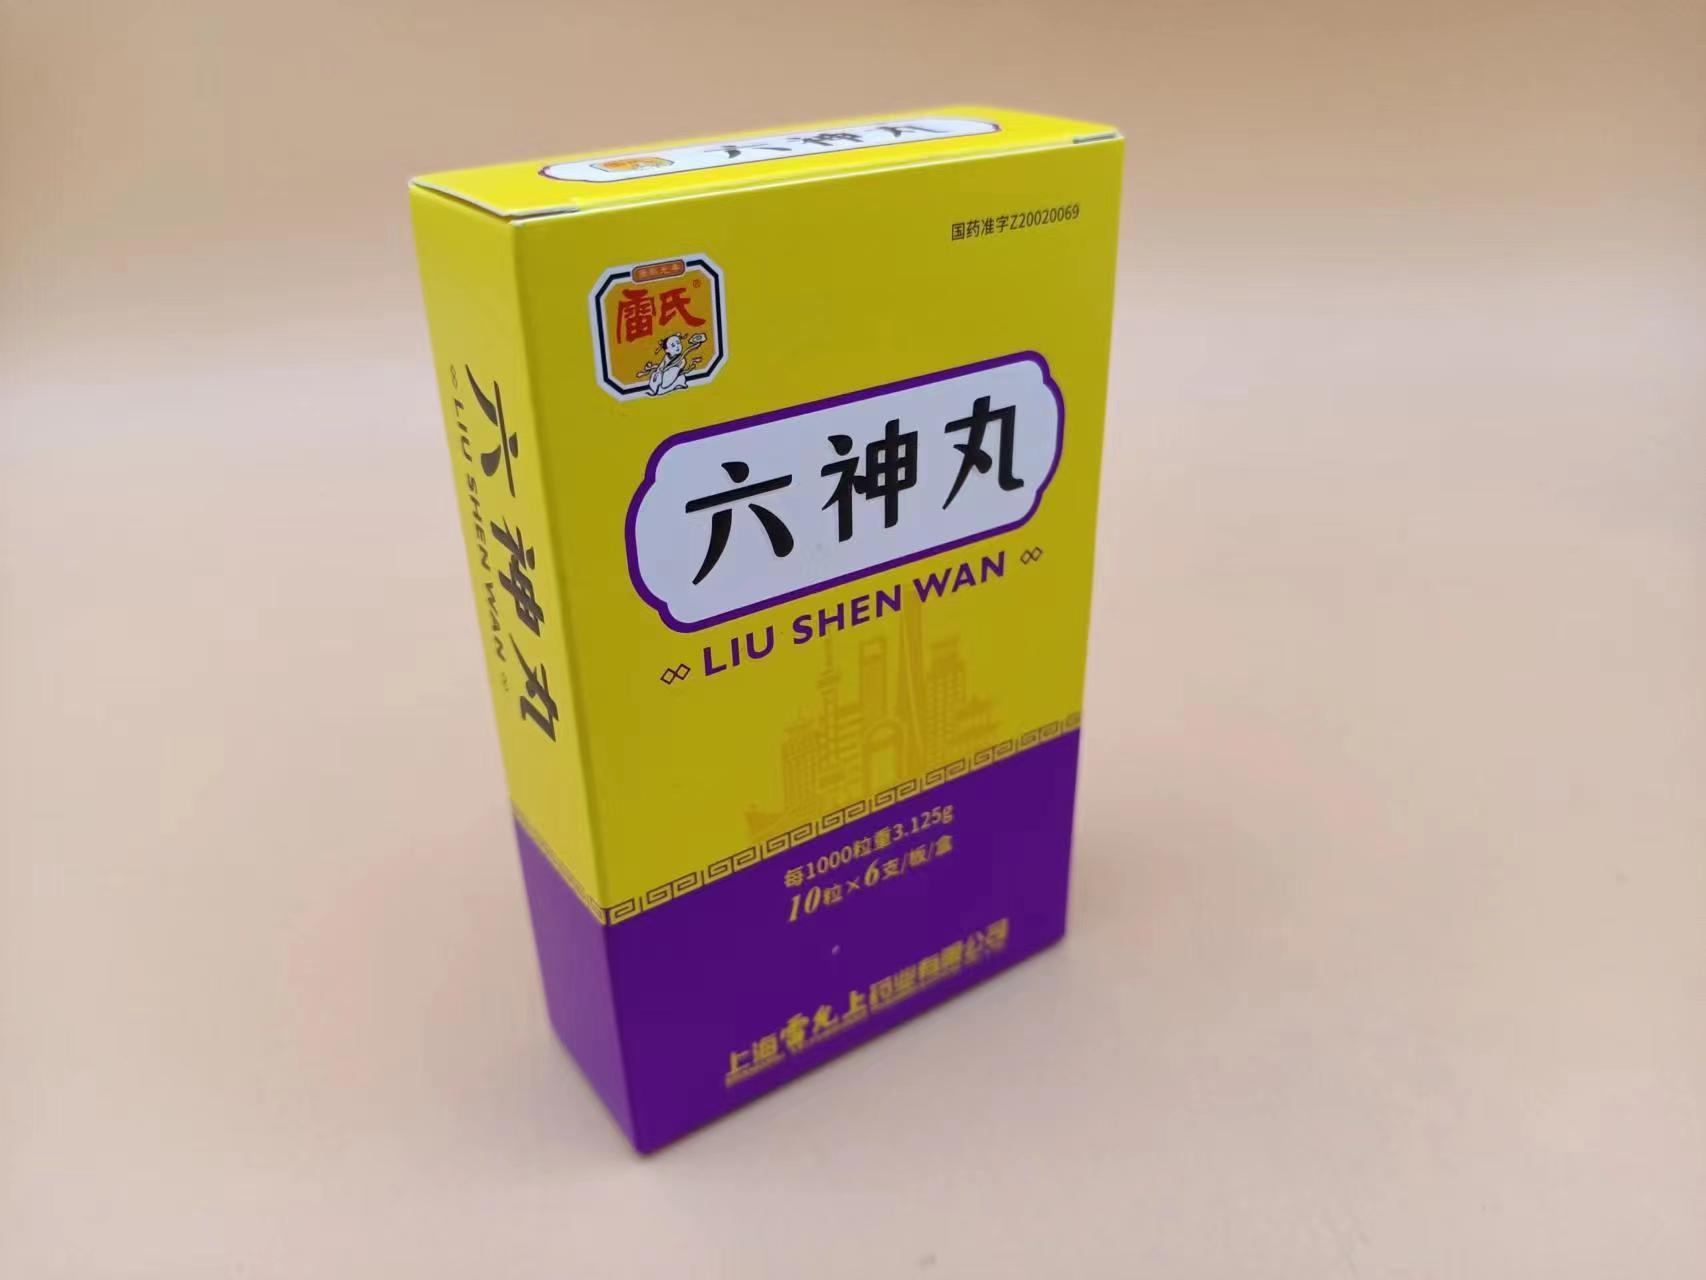 六神丸
国药准字Z20020069
雷氏®
六神丸
LIU SHEN WAN
每1000粒重3.125g
10粒×6支/板/盒
上海雷允上药业有限公司
六神丸
LIU SHEN WAN